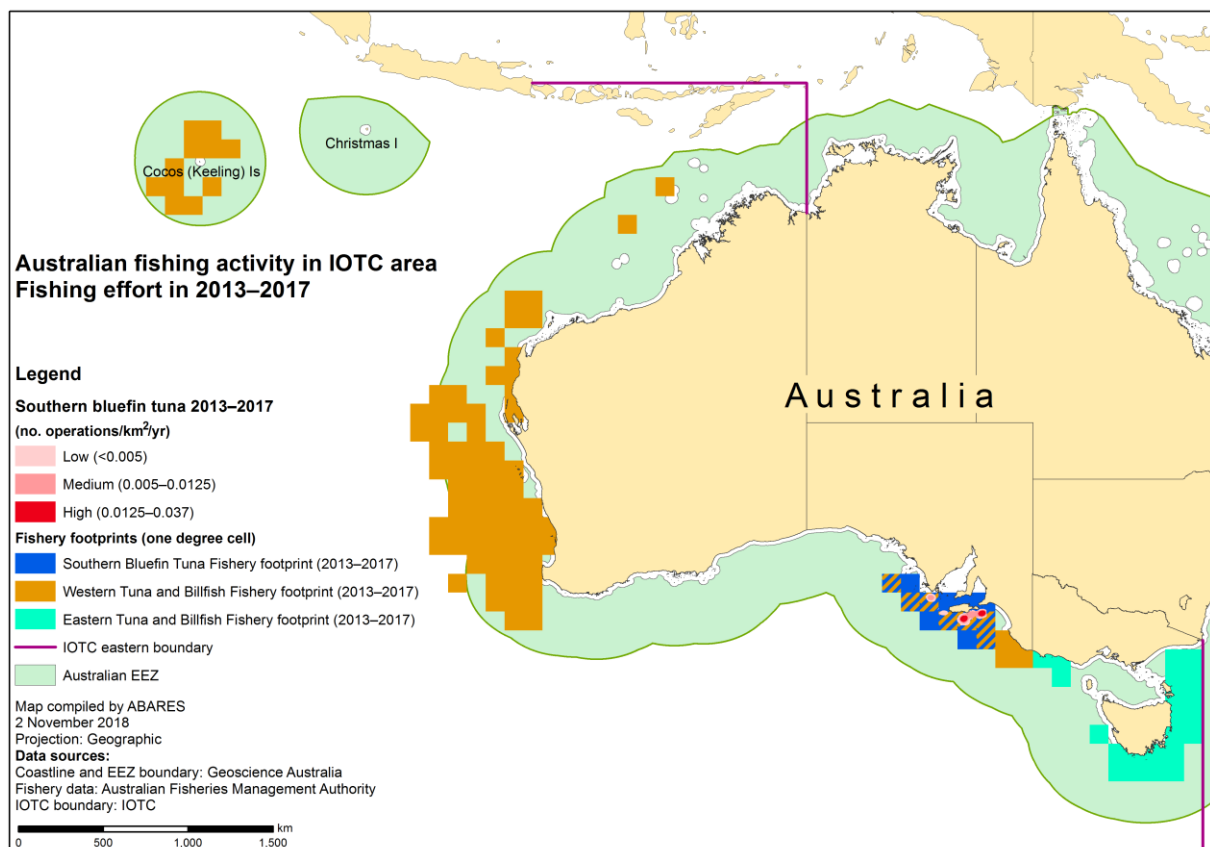 Cocos (Keeling) Is
Christmas I
Australian fishing activity in IOTC area
Fishing effort in 2013–2017
Australia
Legend
Southern bluefin tuna 2013–2017
(no. operations/km²/yr)
Low (<0.005)
Medium (0.005–0.0125)
High (0.0125–0.037)
Fishery footprints (one degree cell)
Southern Bluefin Tuna Fishery footprint (2013–2017)
Western Tuna and Billfish Fishery footprint (2013–2017)
Eastern Tuna and Billfish Fishery footprint (2013–2017)
IOTC eastern boundary
Australian EEZ
Map compiled by ABARES
2 November 2018
Projection: Geographic
Data sources:
Coastline and EEZ boundary: Geoscience Australia
Fishery data: Australian Fisheries Management Authority
IOTC boundary: IOTC
km
0 500 1,000 1,500